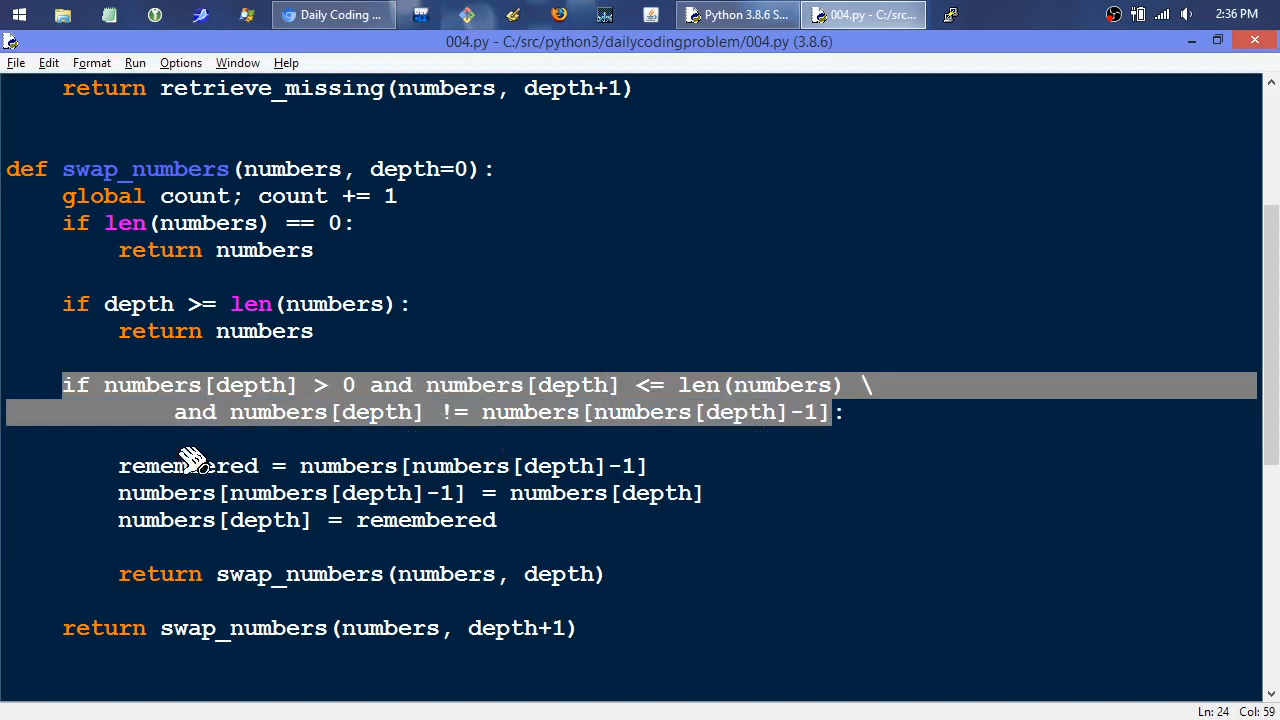 Daily Coding ...
Python 3.8.6 S...
004.py - C:/src...
2:36 PM
004.py - C:/src/python3/dailycodingproblem/004.py (3.8.6)
File Edit Format Run Options Window Help
    return retrieve_missing(numbers, depth+1)
def swap_numbers(numbers, depth=0):
    global count; count += 1
    if len(numbers) == 0:
        return numbers
    if depth >= len(numbers):
        return numbers
    if numbers[depth] > 0 and numbers[depth] <= len(numbers) \
            and numbers[depth] != numbers[numbers[depth]-1]:
        remembered = numbers[numbers[depth]-1]
        numbers[numbers[depth]-1] = numbers[depth]
        numbers[depth] = remembered
        return swap_numbers(numbers, depth)
    return swap_numbers(numbers, depth+1)
Ln: 24 Col: 59